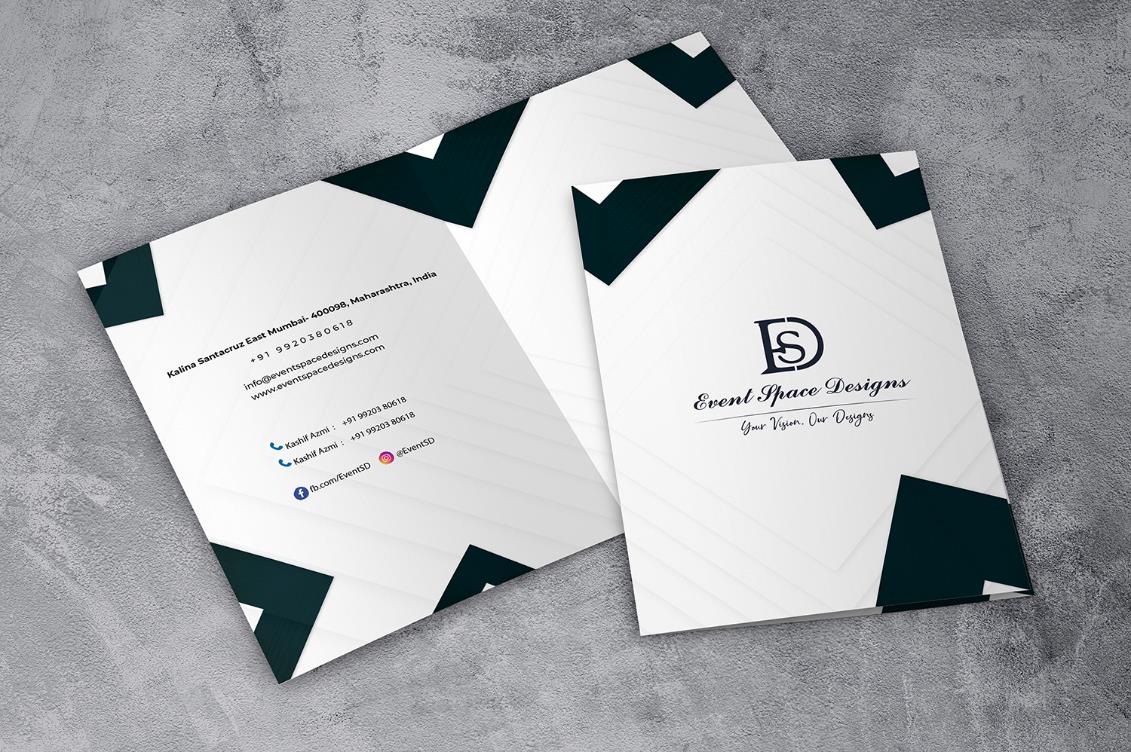 Kalina Santacruz East Mumbai- 400098, Maharashtra, India
+91 9920380618
info@eventspacedesigns.com
www.eventspacedesigns.com
Kashif Azmi : +91 99203 80618
Kashif Azmi : +91 99203 80618
fb.com/EventSD @EventSD
EDS
Event Space Designs
Your Vision, Our Designs